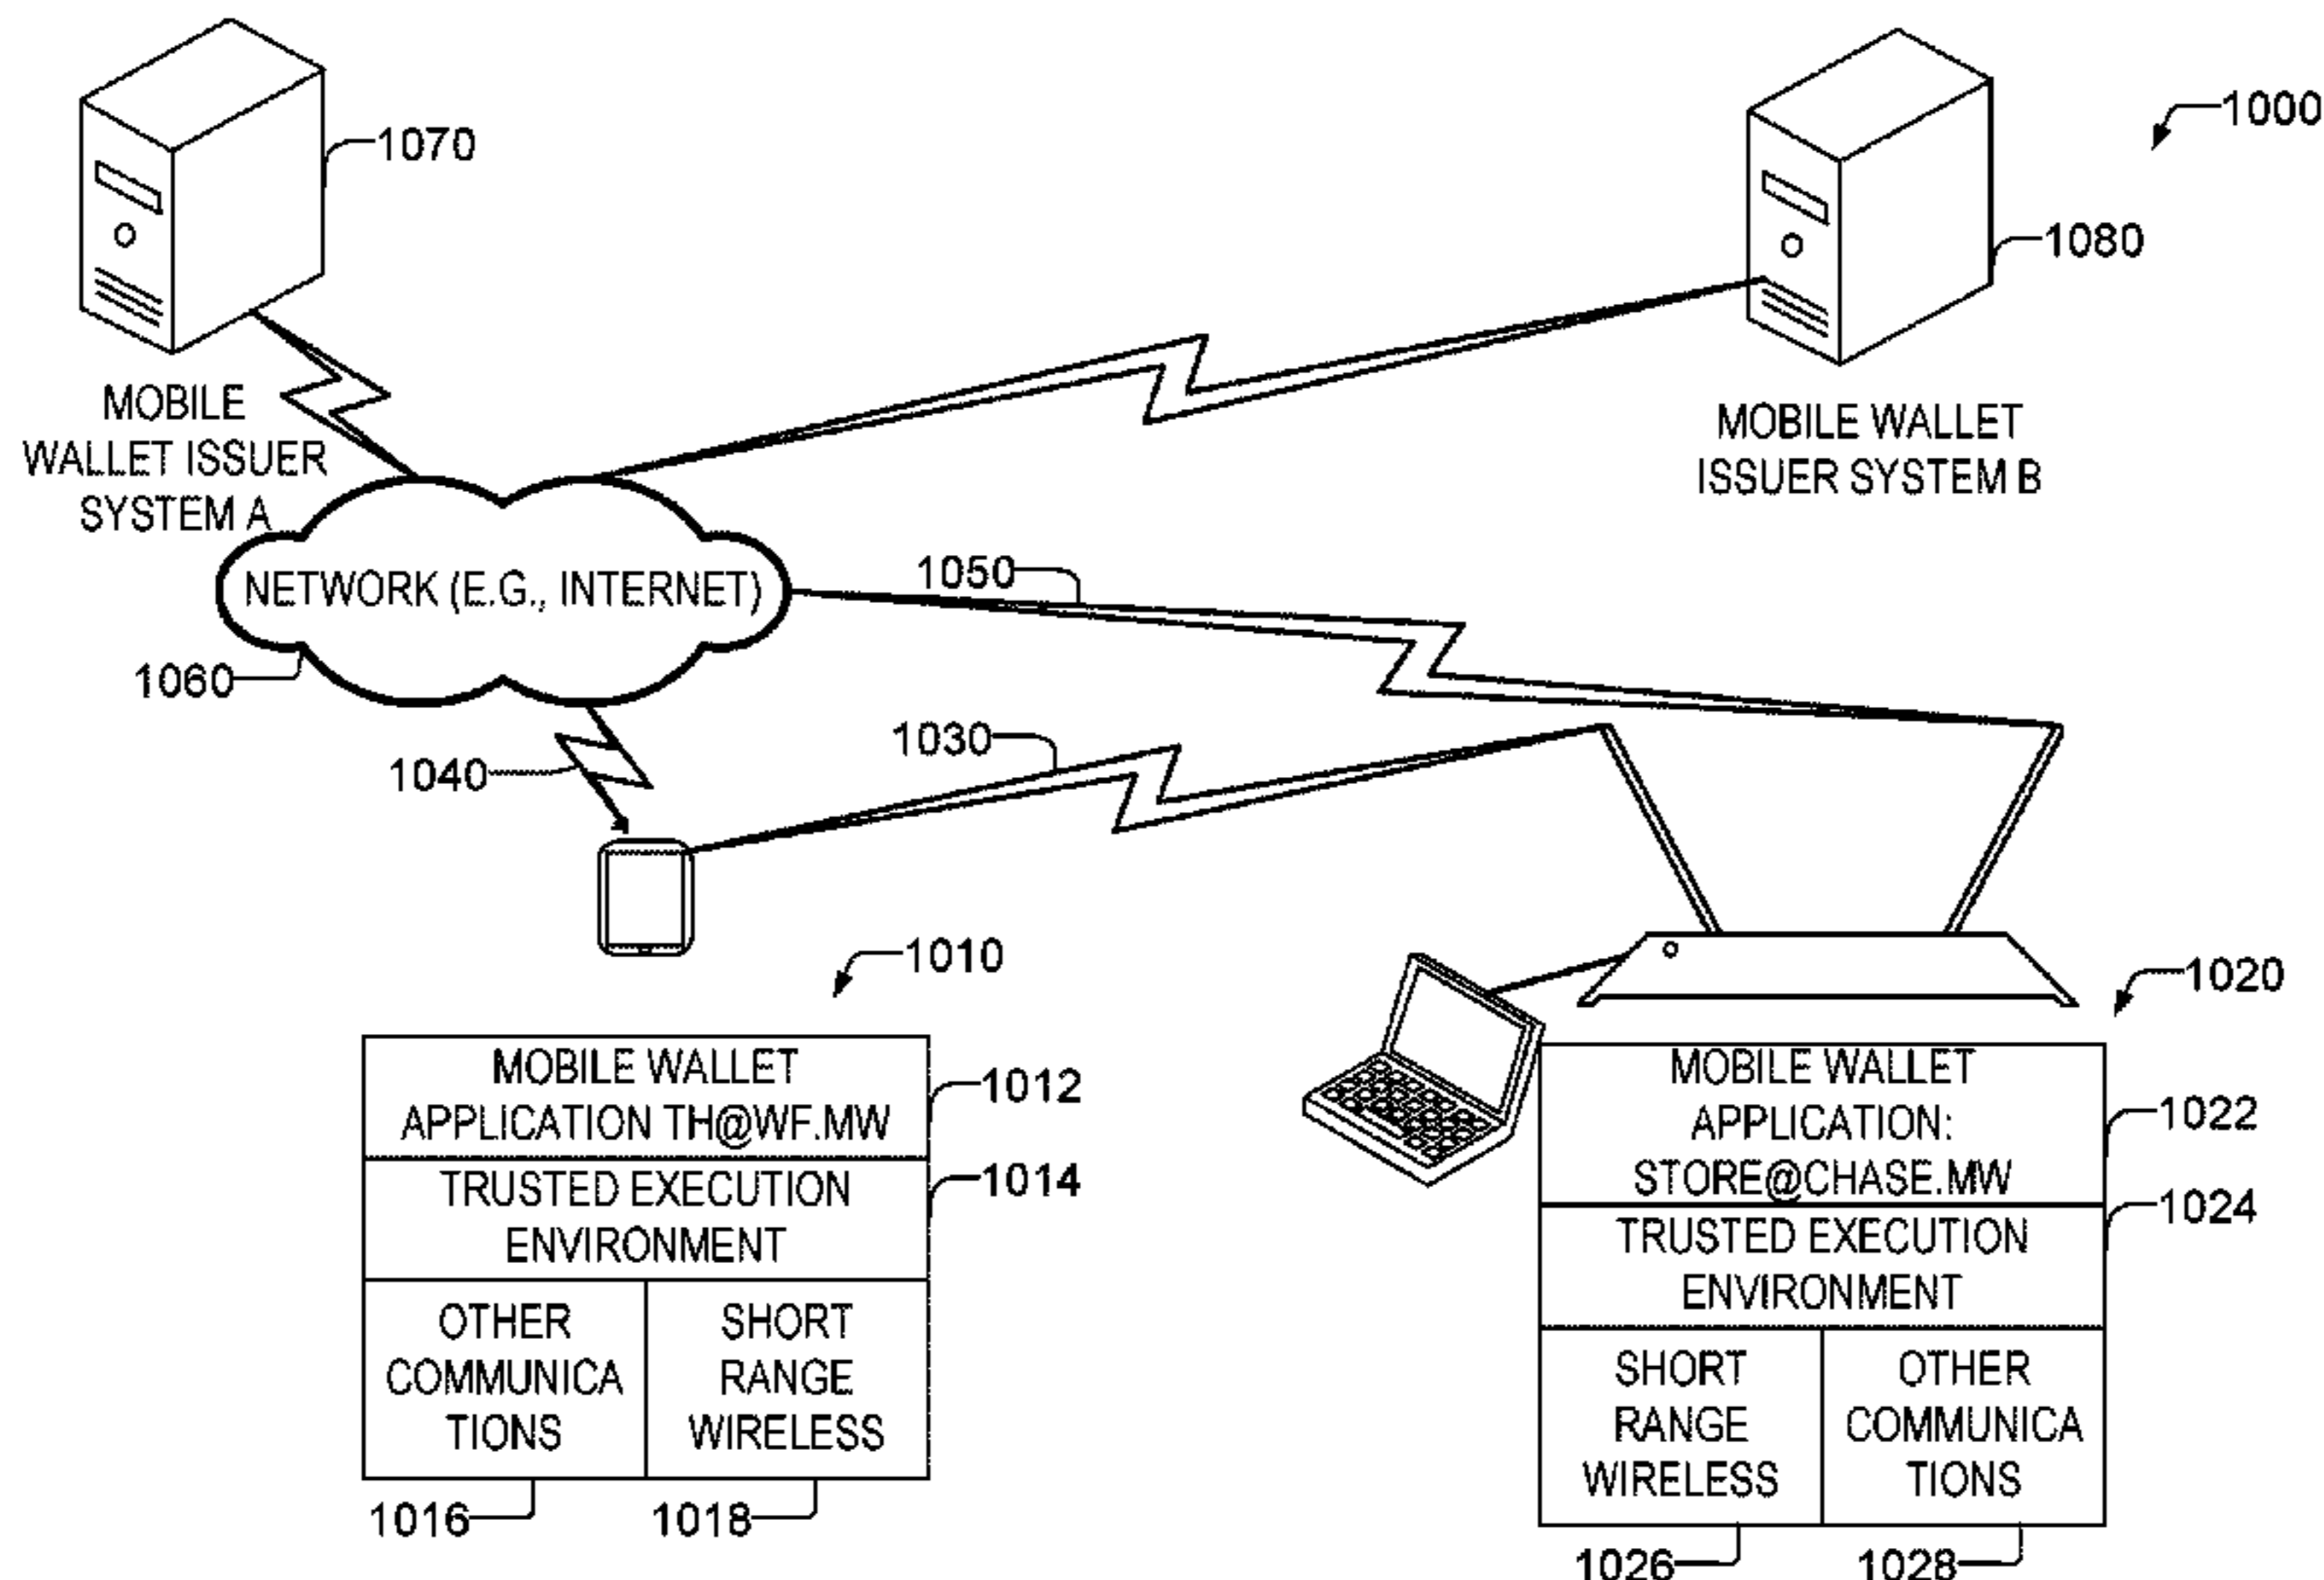 1070
1000
1080
MOBILE
WALLET ISSUER
SYSTEM A
MOBILE WALLET
ISSUER SYSTEM B
NETWORK (E.G., INTERNET)
1050
1060
1030
1040
1010
1020
MOBILE WALLET
APPLICATION TH@WF.MW
1012
TRUSTED EXECUTION
ENVIRONMENT
1014
OTHER
COMMUNICA
TIONS
SHORT
RANGE
WIRELESS
1016
1018
MOBILE WALLET
APPLICATION:
STORE@CHASE.MW
1022
TRUSTED EXECUTION
ENVIRONMENT
1024
SHORT
RANGE
WIRELESS
OTHER
COMMUNICA
TIONS
1026
1028